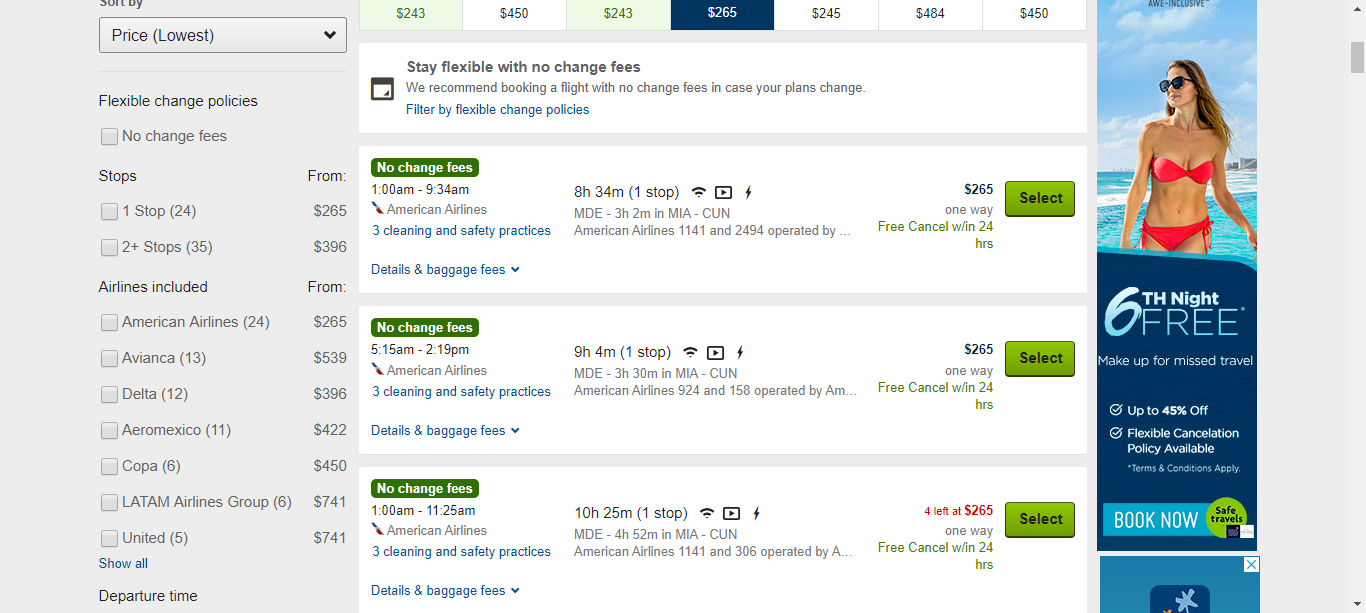 Sort by
Price (Lowest)
Flexible change policies
No change fees
Stops From:
1 Stop (24) $265
2+ Stops (35) $396
Airlines included From:
American Airlines (24) $265
Avianca (13) $539
Delta (12) $396
Aeromexico (11) $422
Copa (6) $450
LATAM Airlines Group (6) $741
United (5) $741
Show all
Departure time
$243 $450 $243 $265 $245 $484 $450
Stay flexible with no change fees
We recommend booking a flight with no change fees in case your plans change.
Filter by flexible change policies
No change fees
1:00am - 9:34am
American Airlines
3 cleaning and safety practices
Details & baggage fees
8h 34m (1 stop)
MDE - 3h 2m in MIA - CUN
American Airlines 1141 and 2494 operated by ...
$265
one way
Free Cancel w/in 24
hrs
Select
No change fees
5:15am - 2:19pm
American Airlines
3 cleaning and safety practices
Details & baggage fees
9h 4m (1 stop)
MDE - 3h 30m in MIA - CUN
American Airlines 924 and 158 operated by Am...
$265
one way
Free Cancel w/in 24
hrs
Select
No change fees
1:00am - 11:25am
American Airlines
3 cleaning and safety practices
Details & baggage fees
10h 25m (1 stop)
MDE - 4h 52m in MIA - CUN
American Airlines 1141 and 306 operated by A...
4 left at $265
one way
Free Cancel w/in 24
hrs
Select
AWE-INCLUSIVE™
6TH Night
FREE*
Make up for missed travel
Up to 45% Off
Flexible Cancelation
Policy Available
*Terms & Conditions Apply.
BOOK NOW
Safe
travels